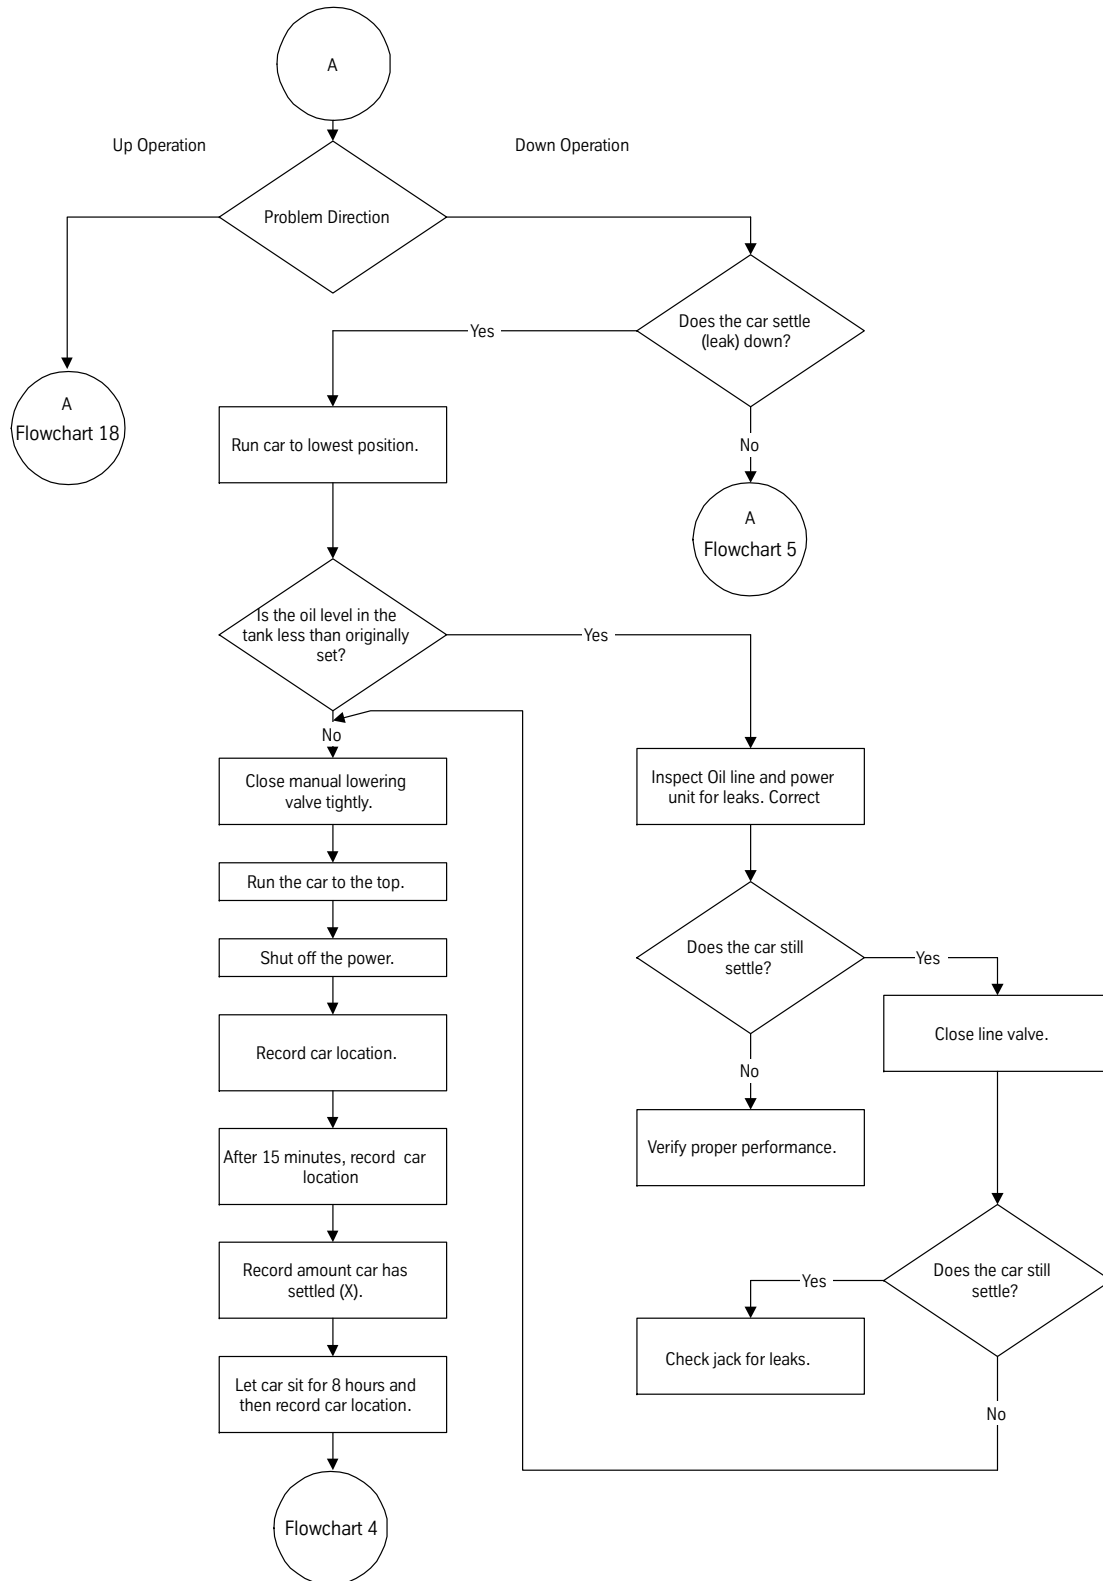 A
Up Operation
Down Operation
Problem Direction
Does the car settle
(leak) down?
Yes
A
Flowchart 18
Run car to lowest position.
No
A
Flowchart 5
Is the oil level in the
tank less than originally
set?
Yes
No
Close manual lowering
valve tightly.
Inspect Oil line and power
unit for leaks. Correct
Run the car to the top.
Shut off the power.
Does the car still
settle?
Yes
Record car location.
Close line valve.
No
After 15 minutes, record car
location
Verify proper performance.
Record amount car has
settled (X).
Does the car still
settle?
Yes
Check jack for leaks.
Let car sit for 8 hours and
then record car location.
No
Flowchart 4